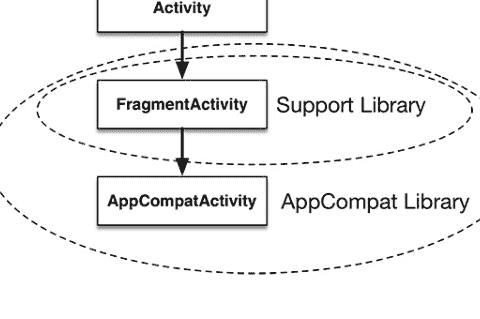 Activity
FragmentActivity
Support Library
AppCompatActivity
AppCompat Library